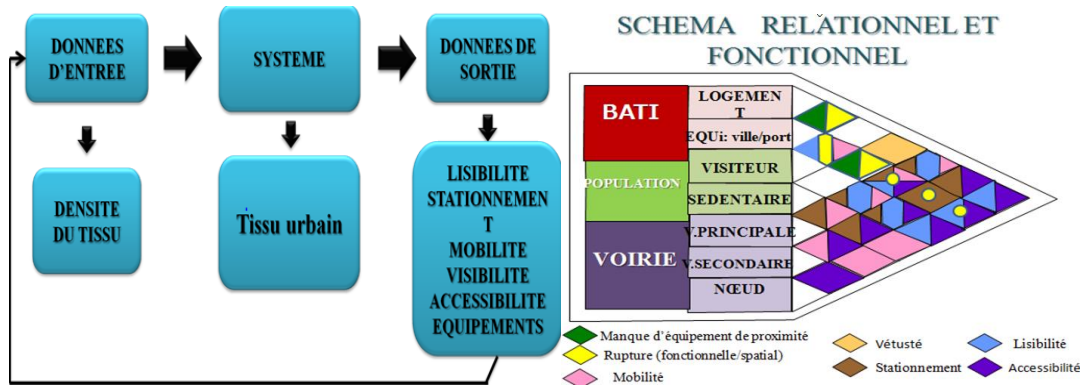 DONNEES
D'ENTREE
SYSTEME
DONNEES DE
SORTIE
DENSITE
DU TISSU
Tissu urbain
LISIBILITE
STATIONNEMEN
T
MOBILITE
VISIBILITE
ACCESSIBILITE
EQUIPEMENTS
SCHEMA RELATIONNEL ET
FONCTIONNEL
BATI
LOGEMEN
T
EQUi: ville/port
POPULATION
VISITEUR
SEDENTAIRE
VOIRIE
V.PRINCIPALE
V.SECONDAIRE
NŒUD
Manque d'équipement de proximité
Rupture (fonctionnelle/spatial)
Mobilité
Vétusté
Stationnement
Lisibilité
Accessibilité